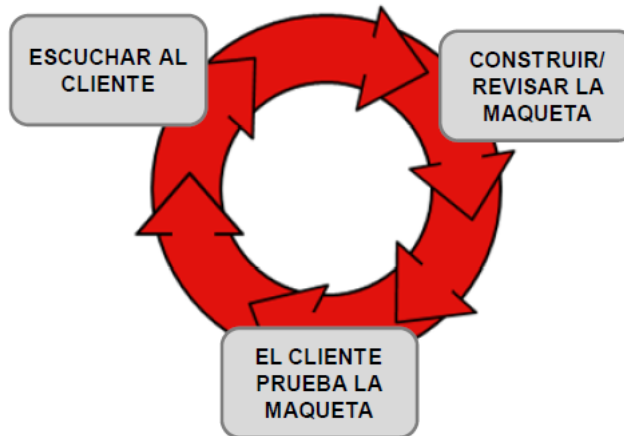 ESCUCHAR AL
CLIENTE
CONSTRUIR/
REVISAR LA
MAQUETA
EL CLIENTE
PRUEBA LA
MAQUETA